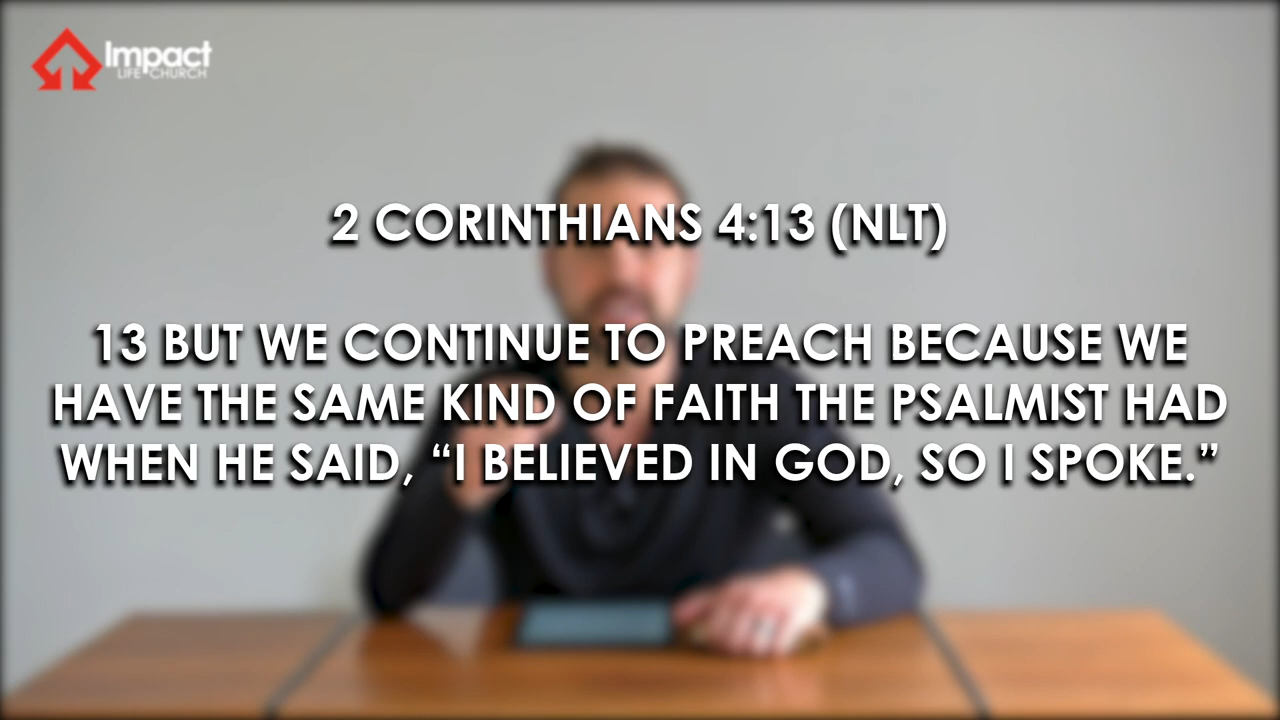 Impact
LIFE CHURCH
2 CORINTHIANS 4:13 (NLT)
13 BUT WE CONTINUE TO PREACH BECAUSE WE
HAVE THE SAME KIND OF FAITH THE PSALMIST HAD
WHEN HE SAID, “I BELIEVED IN GOD, SO I SPOKE.”